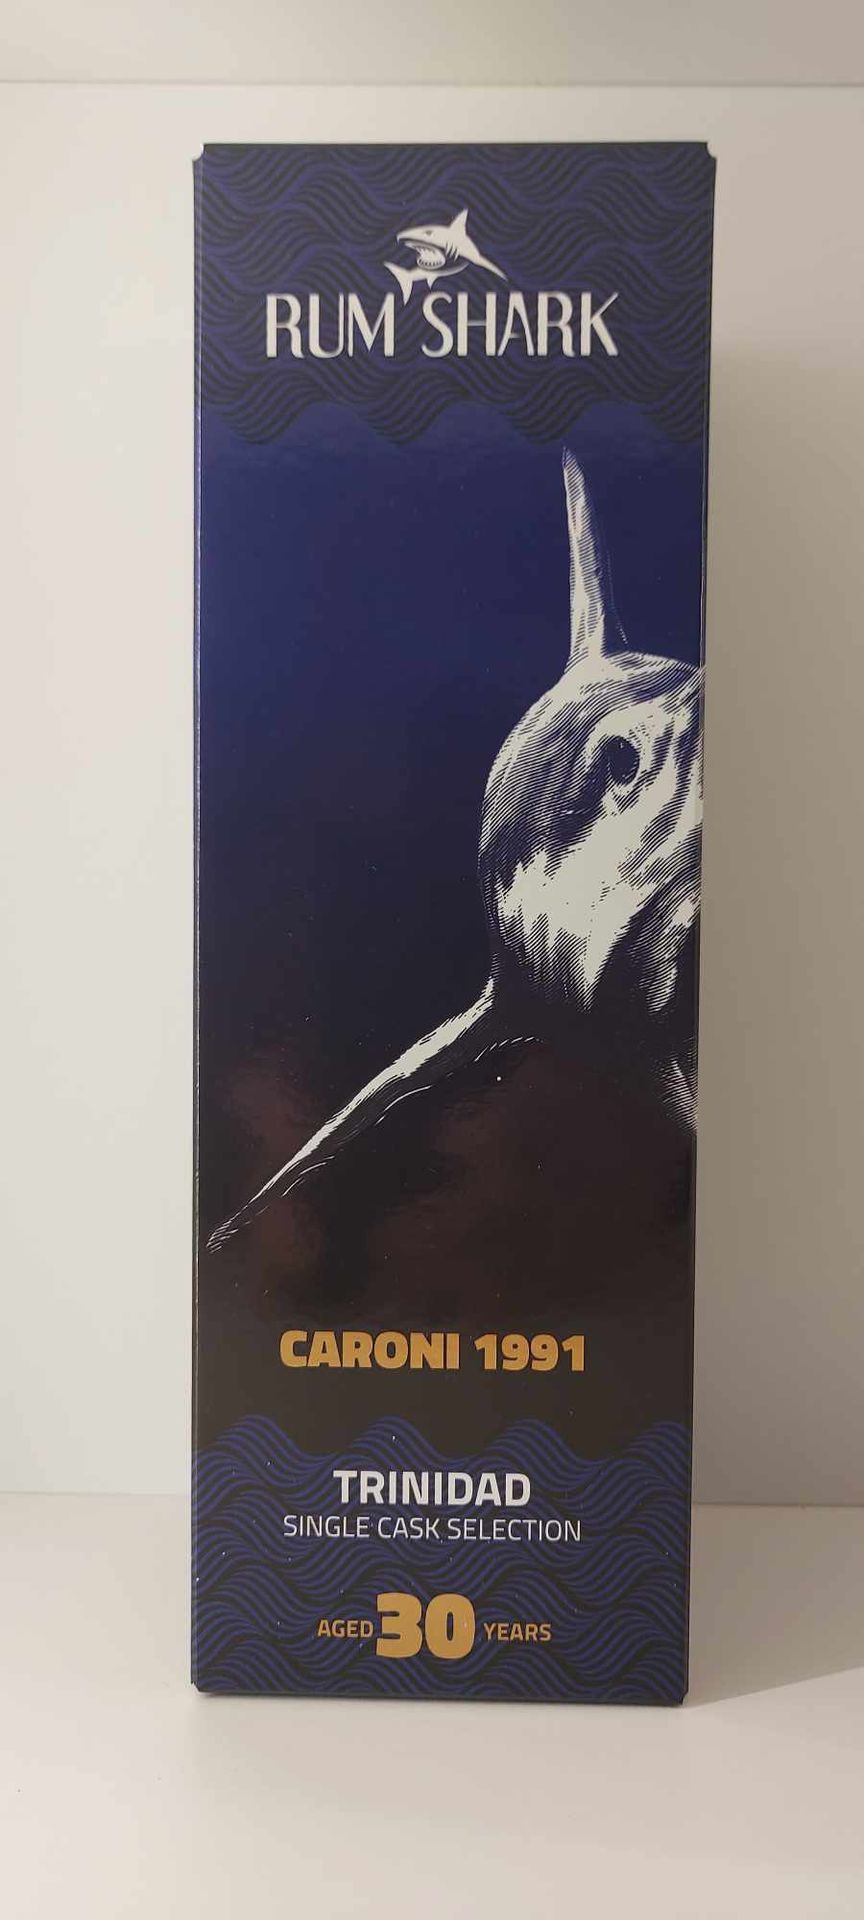 RUM SHARK
CARONI 1991
TRINIDAD
SINGLE CASK SELECTION
AGED 30 YEARS